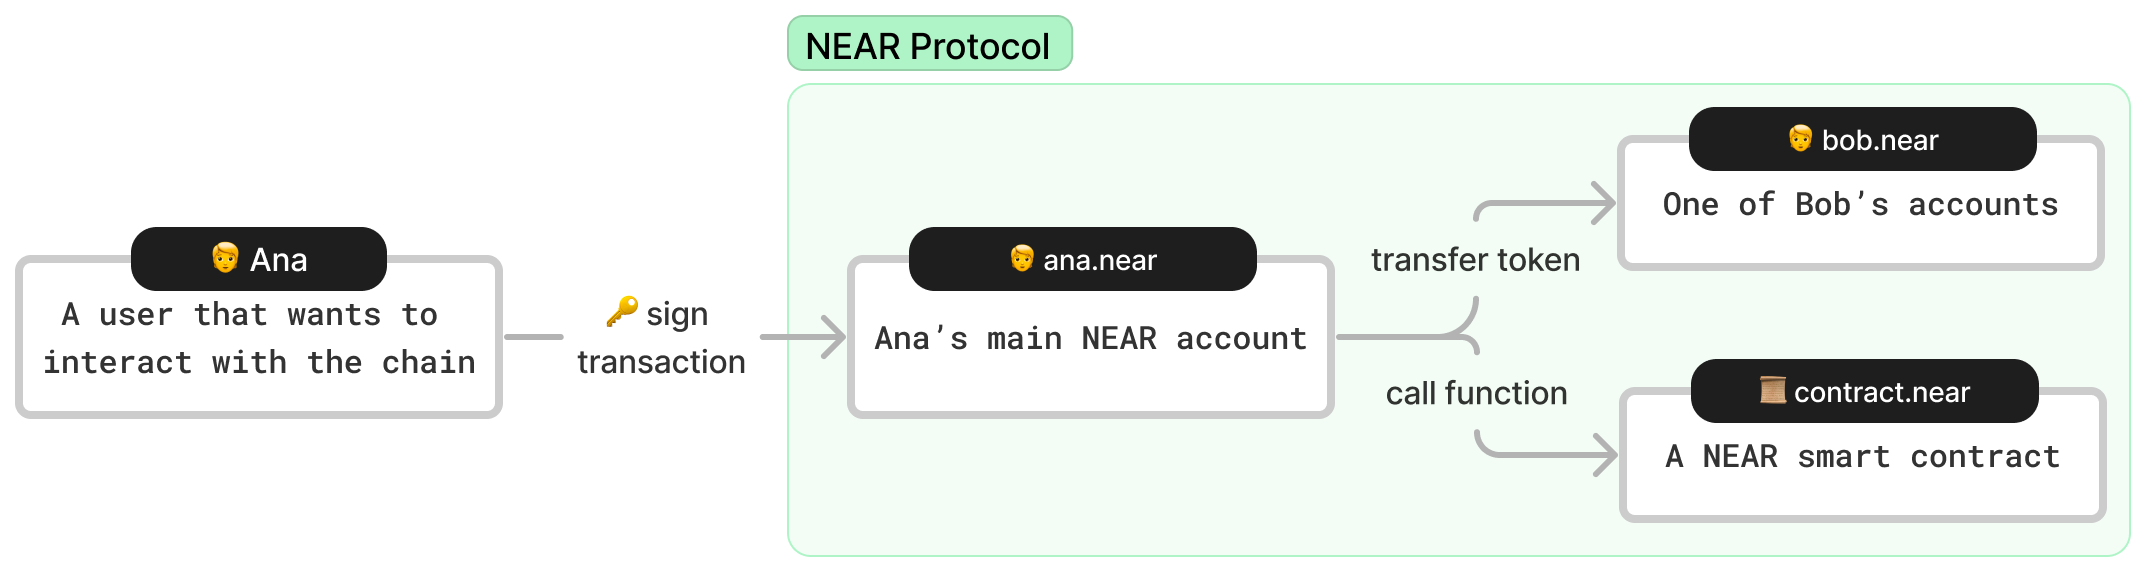 NEAR Protocol
Ana
A user that wants to
interact with the chain
sign
transaction
ana.near
Ana’s main NEAR account
transfer token
call function
bob.near
One of Bob’s accounts
contract.near
A NEAR smart contract